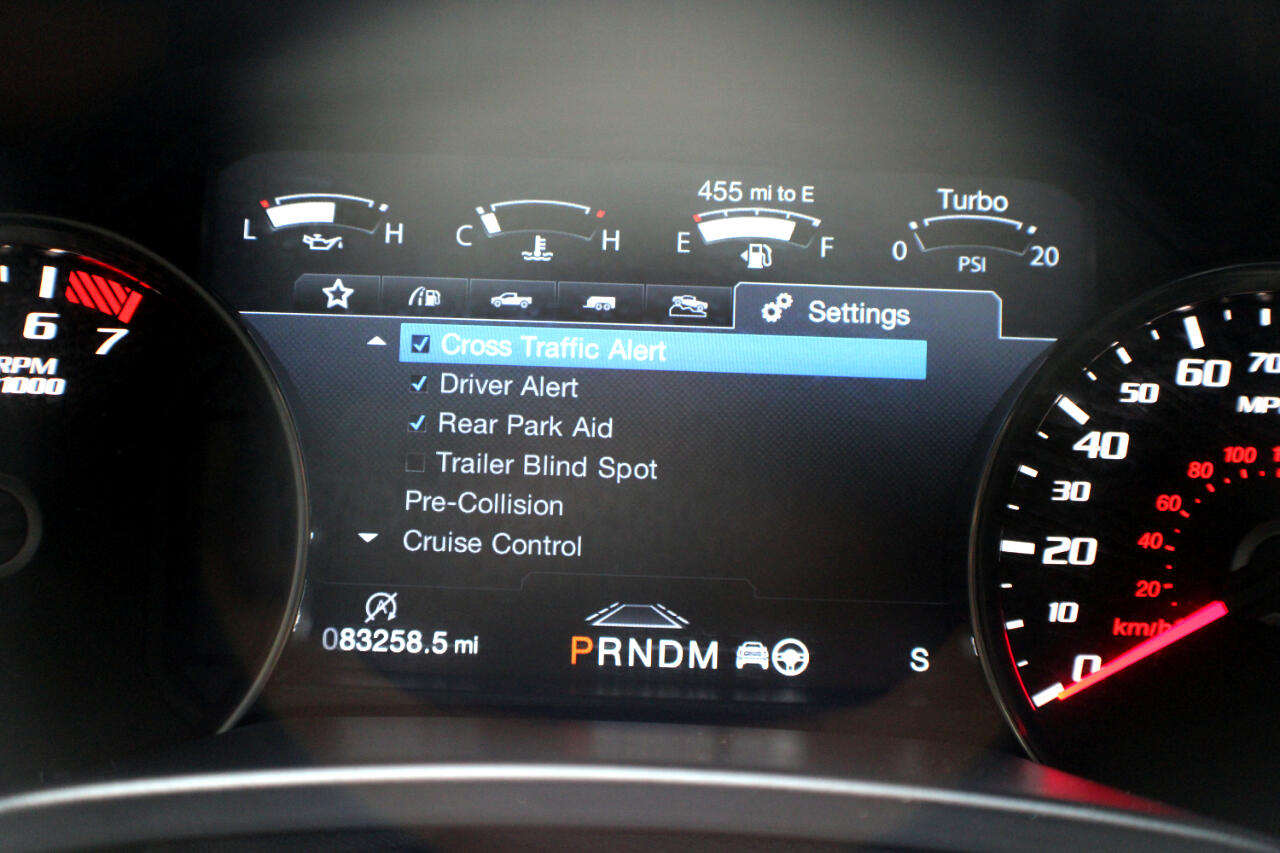 455 mi to E
Turbo
L H
C H
E F
0 20
PSI
Settings
Cross Traffic Alert
Driver Alert
Rear Park Aid
Trailer Blind Spot
Pre-Collision
Cruise Control
A
083258.5 mi
PRNDM
S
6 7
RPM
1000
0 10 20 30 40 50 60 70
20 40 60 80 100
km/h